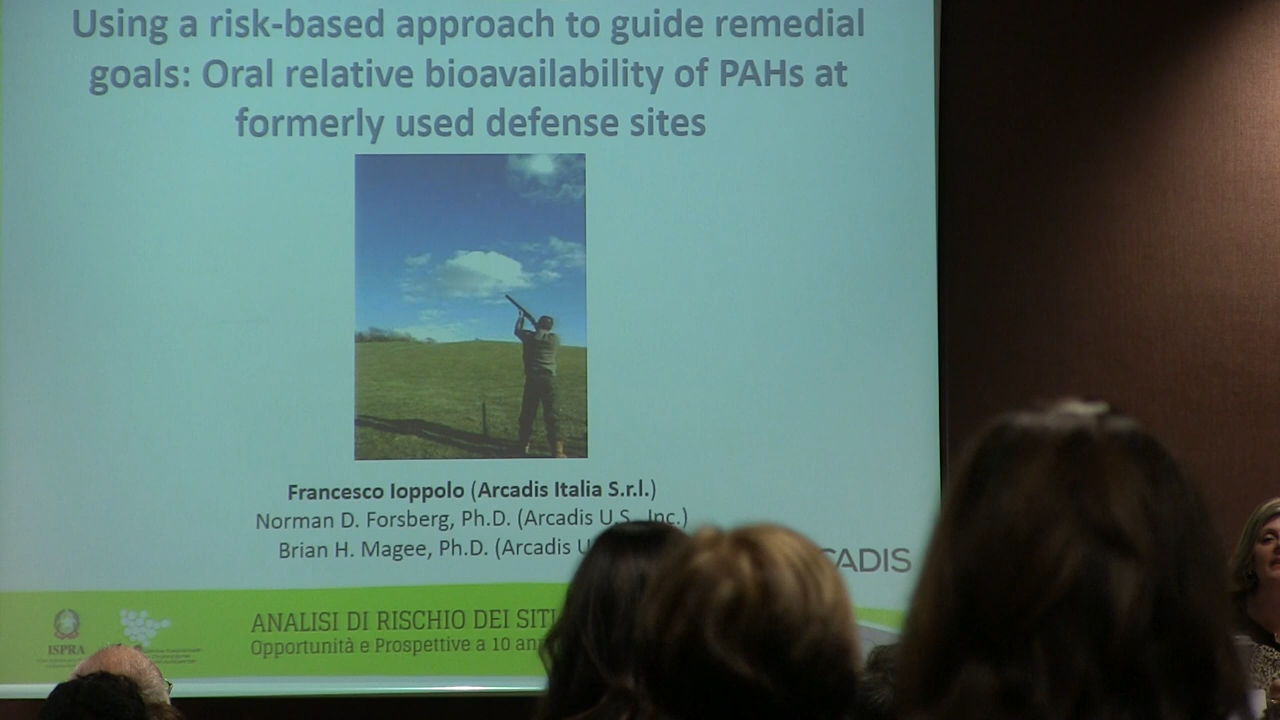 Using a risk-based approach to guide remedial
goals: Oral relative bioavailability of PAHs at
formerly used defense sites
Francesco Ioppolo (Arcadis Italia S.r.l.)
Norman D. Forsberg, Ph.D. (Arcadis U.S., Inc.)
Brian H. Magee, Ph.D. (Arcadis U
CADIS
ISPRA
ANALISI DI RISCHIO DEI SITI
Opportunità e Prospettive a 10 an